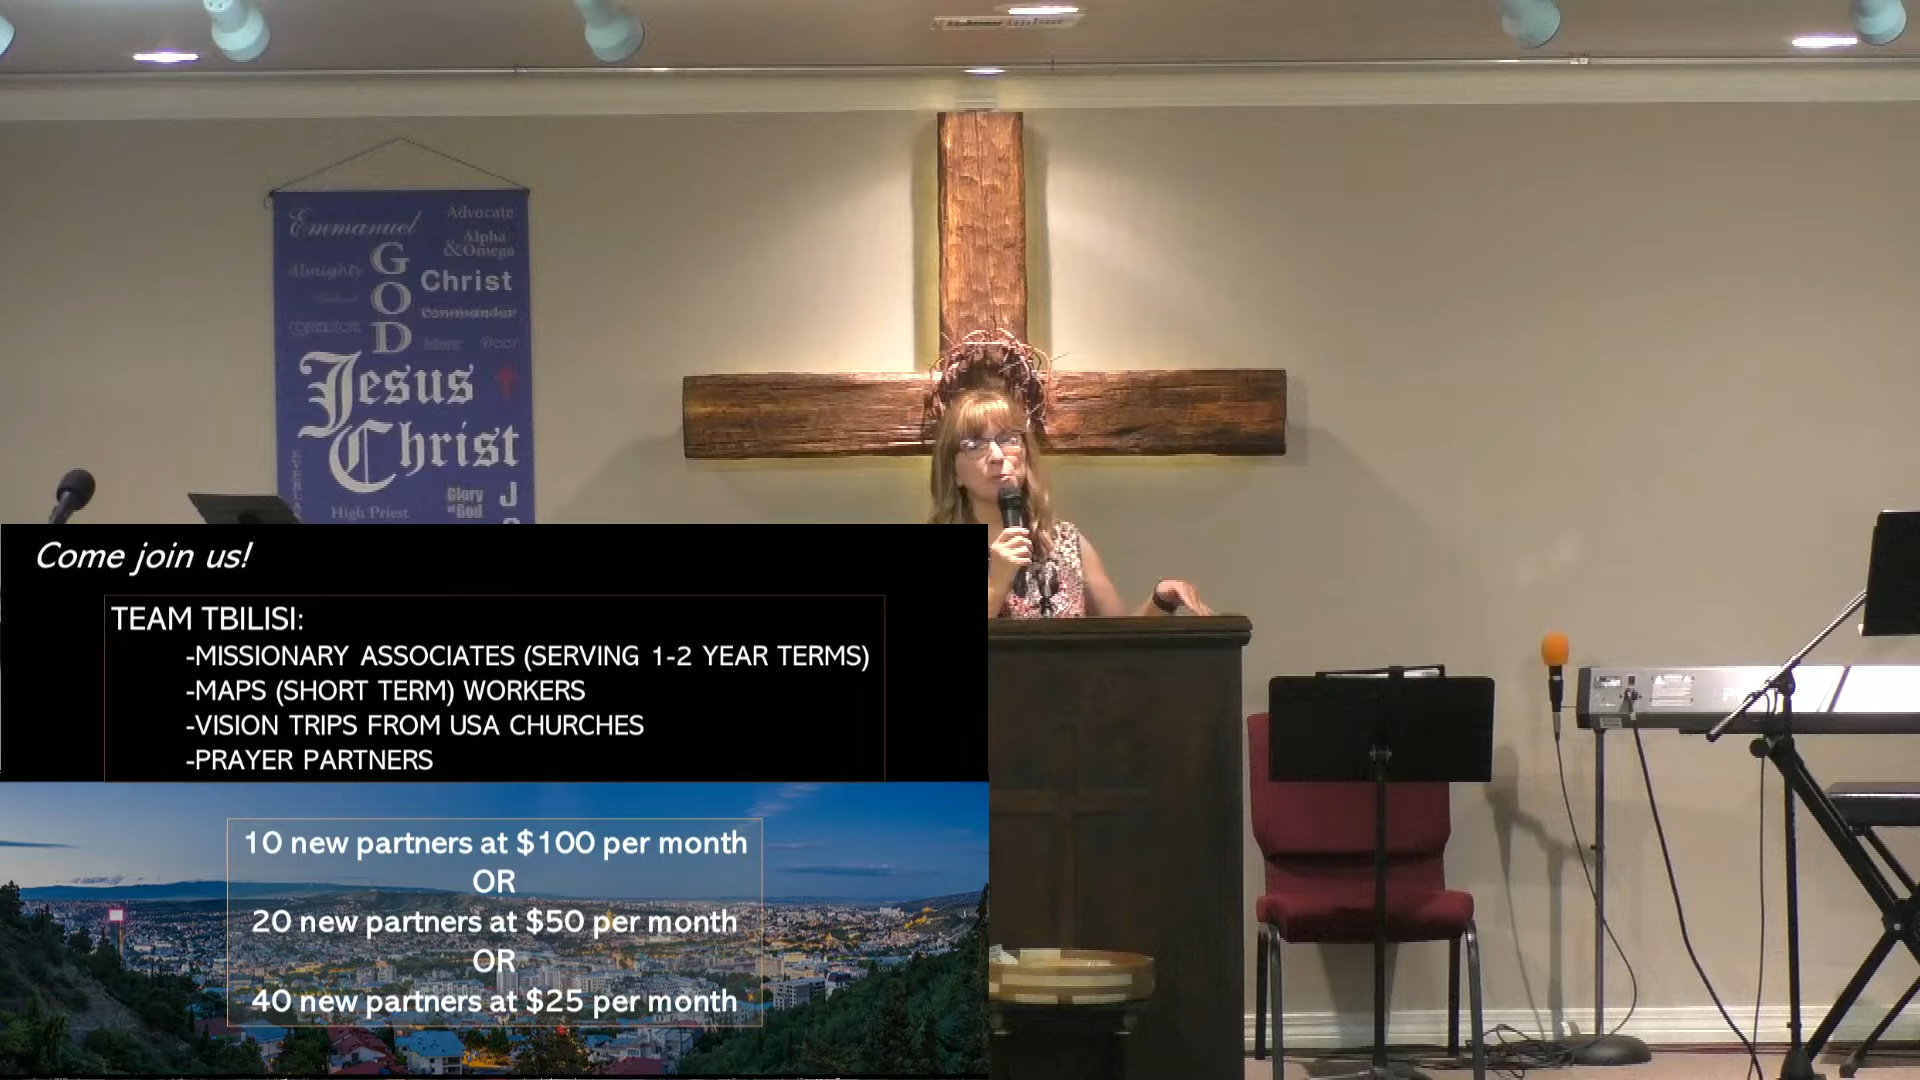 Emmanuel
Advocate
Alpha
&Omega
GOD
Almighty
Christ
Commander
Door
Jesus
Christ
Glory
of God
High Priest
J
Come join us!
TEAM TBILISI:
-MISSIONARY ASSOCIATES (SERVING 1-2 YEAR TERMS)
-MAPS (SHORT TERM) WORKERS
-VISION TRIPS FROM USA CHURCHES
-PRAYER PARTNERS
10 new partners at $100 per month
OR
20 new partners at $50 per month
OR
40 new partners at $25 per month